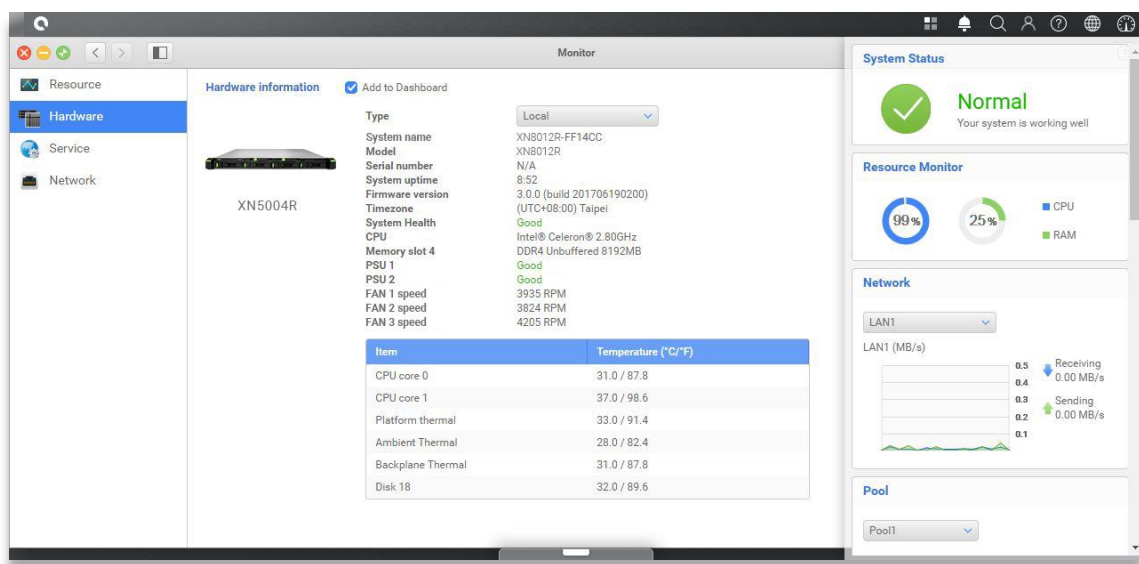 Monitor
Resource
Hardware
Service
Network
Hardware information
Add to Dashboard
XN5004R
Type Local
System name XN8012R-FF14CC
Model XN8012R
Serial number N/A
System uptime 8:52
Firmware version 3.0.0 (build 201706190200)
Timezone (UTC+08:00) Taipei
System Health Good
CPU Intel® Celeron® 2.80GHz
Memory slot 4 DDR4 Unbuffered 8192MB
PSU 1 Good
PSU 2 Good
FAN 1 speed 3935 RPM
FAN 2 speed 3824 RPM
FAN 3 speed 4205 RPM
Item Temperature (°C/°F)
CPU core 0 31.0 / 87.8
CPU core 1 37.0 / 98.6
Platform thermal 33.0 / 91.4
Ambient Thermal 28.0 / 82.4
Backplane Thermal 31.0 / 87.8
Disk 18 32.0 / 89.6
System Status
Normal
Your system is working well
Resource Monitor
99% 25%
CPU
RAM
Network
LAN1
LAN1 (MB/s)
0.5
0.4
0.3
0.2
0.1
Receiving
0.00 MB/s
Sending
0.00 MB/s
Pool
Pool1